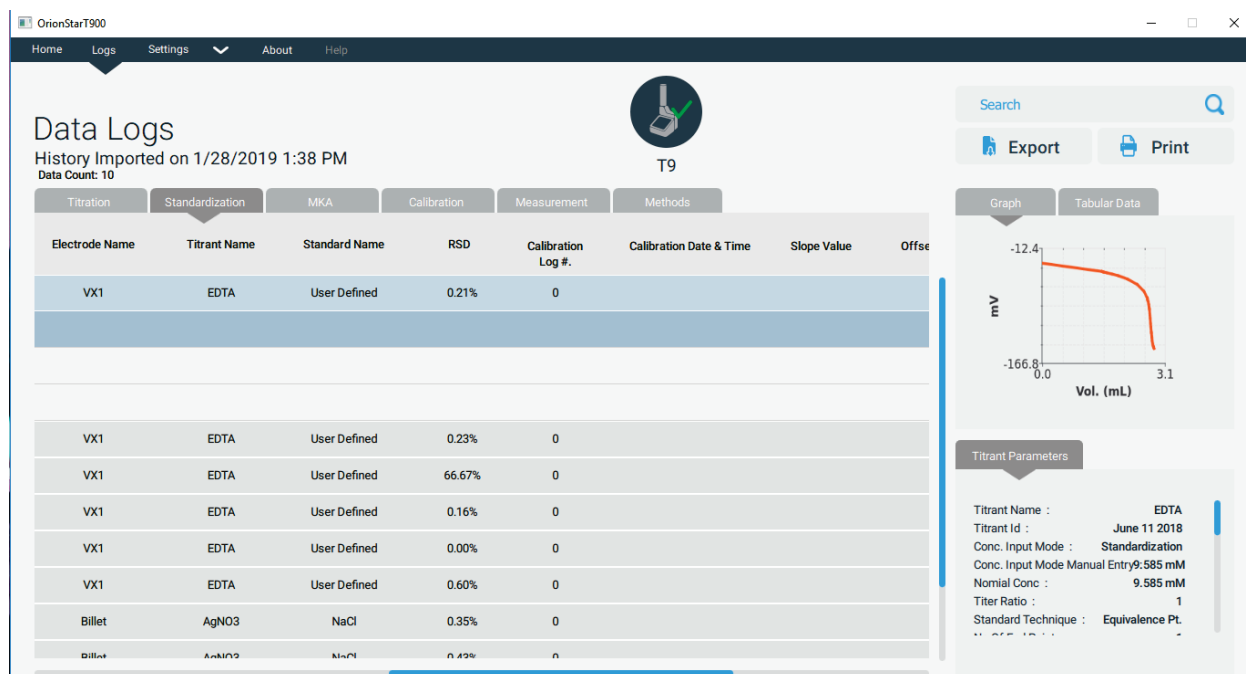 OrionStarT900
Home Logs Settings About Help
Data Logs
History Imported on 1/28/2019 1:38 PM
Data Count: 10
T9
Search
Export Print
Titration Standardization MKA Calibration Measurement Methods
Electrode Name Titrant Name Standard Name RSD Calibration Log #. Calibration Date & Time Slope Value Offse
VX1 EDTA User Defined 0.21% 0
VX1 EDTA User Defined 0.23% 0
VX1 EDTA User Defined 66.67% 0
VX1 EDTA User Defined 0.16% 0
VX1 EDTA User Defined 0.00% 0
VX1 EDTA User Defined 0.60% 0
Billet AgNO3 NaCl 0.35% 0
Billet AgNO3 NaCl 0.43% 0
Graph Tabular Data
-12.4
mV
-166.8
0.0 3.1
Vol. (mL)
Titrant Parameters
Titrant Name : EDTA
Titrant Id : June 11 2018
Conc. Input Mode : Standardization
Conc. Input Mode Manual Entry9.585 mM
Nomial Conc : 9.585 mM
Titer Ratio : 1
Standard Technique : Equivalence Pt.